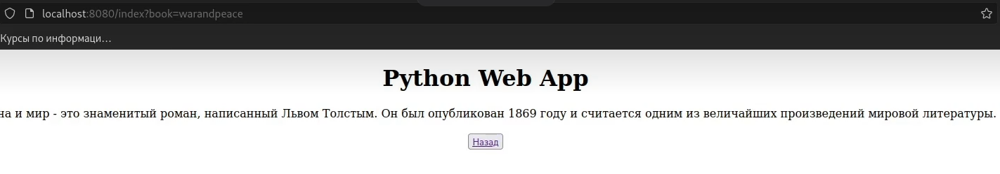 localhost:8080/index?book=warandpeace
Курсы по информаци…
Python Web App
на и мир - это знаменитый роман, написанный Львом Толстым. Он был опубликован 1869 году и считается одним из величайших произведений мировой литературы.
Назад